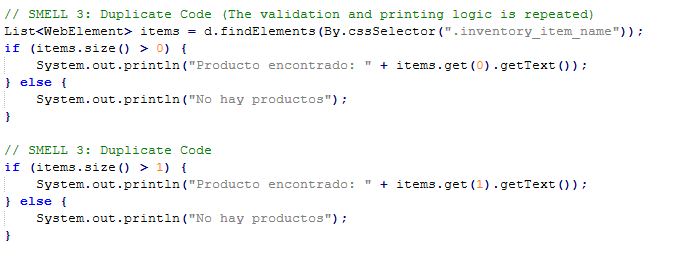 // SMELL 3: Duplicate Code (The validation and printing logic is repeated)
List<WebElement> items = d.findElements(By.cssSelector(".inventory_item_name"));
if (items.size() > 0) {
    System.out.println("Producto encontrado: " + items.get(0).getText());
} else {
    System.out.println("No hay productos");
}

// SMELL 3: Duplicate Code
if (items.size() > 1) {
    System.out.println("Producto encontrado: " + items.get(1).getText());
} else {
    System.out.println("No hay productos");
}